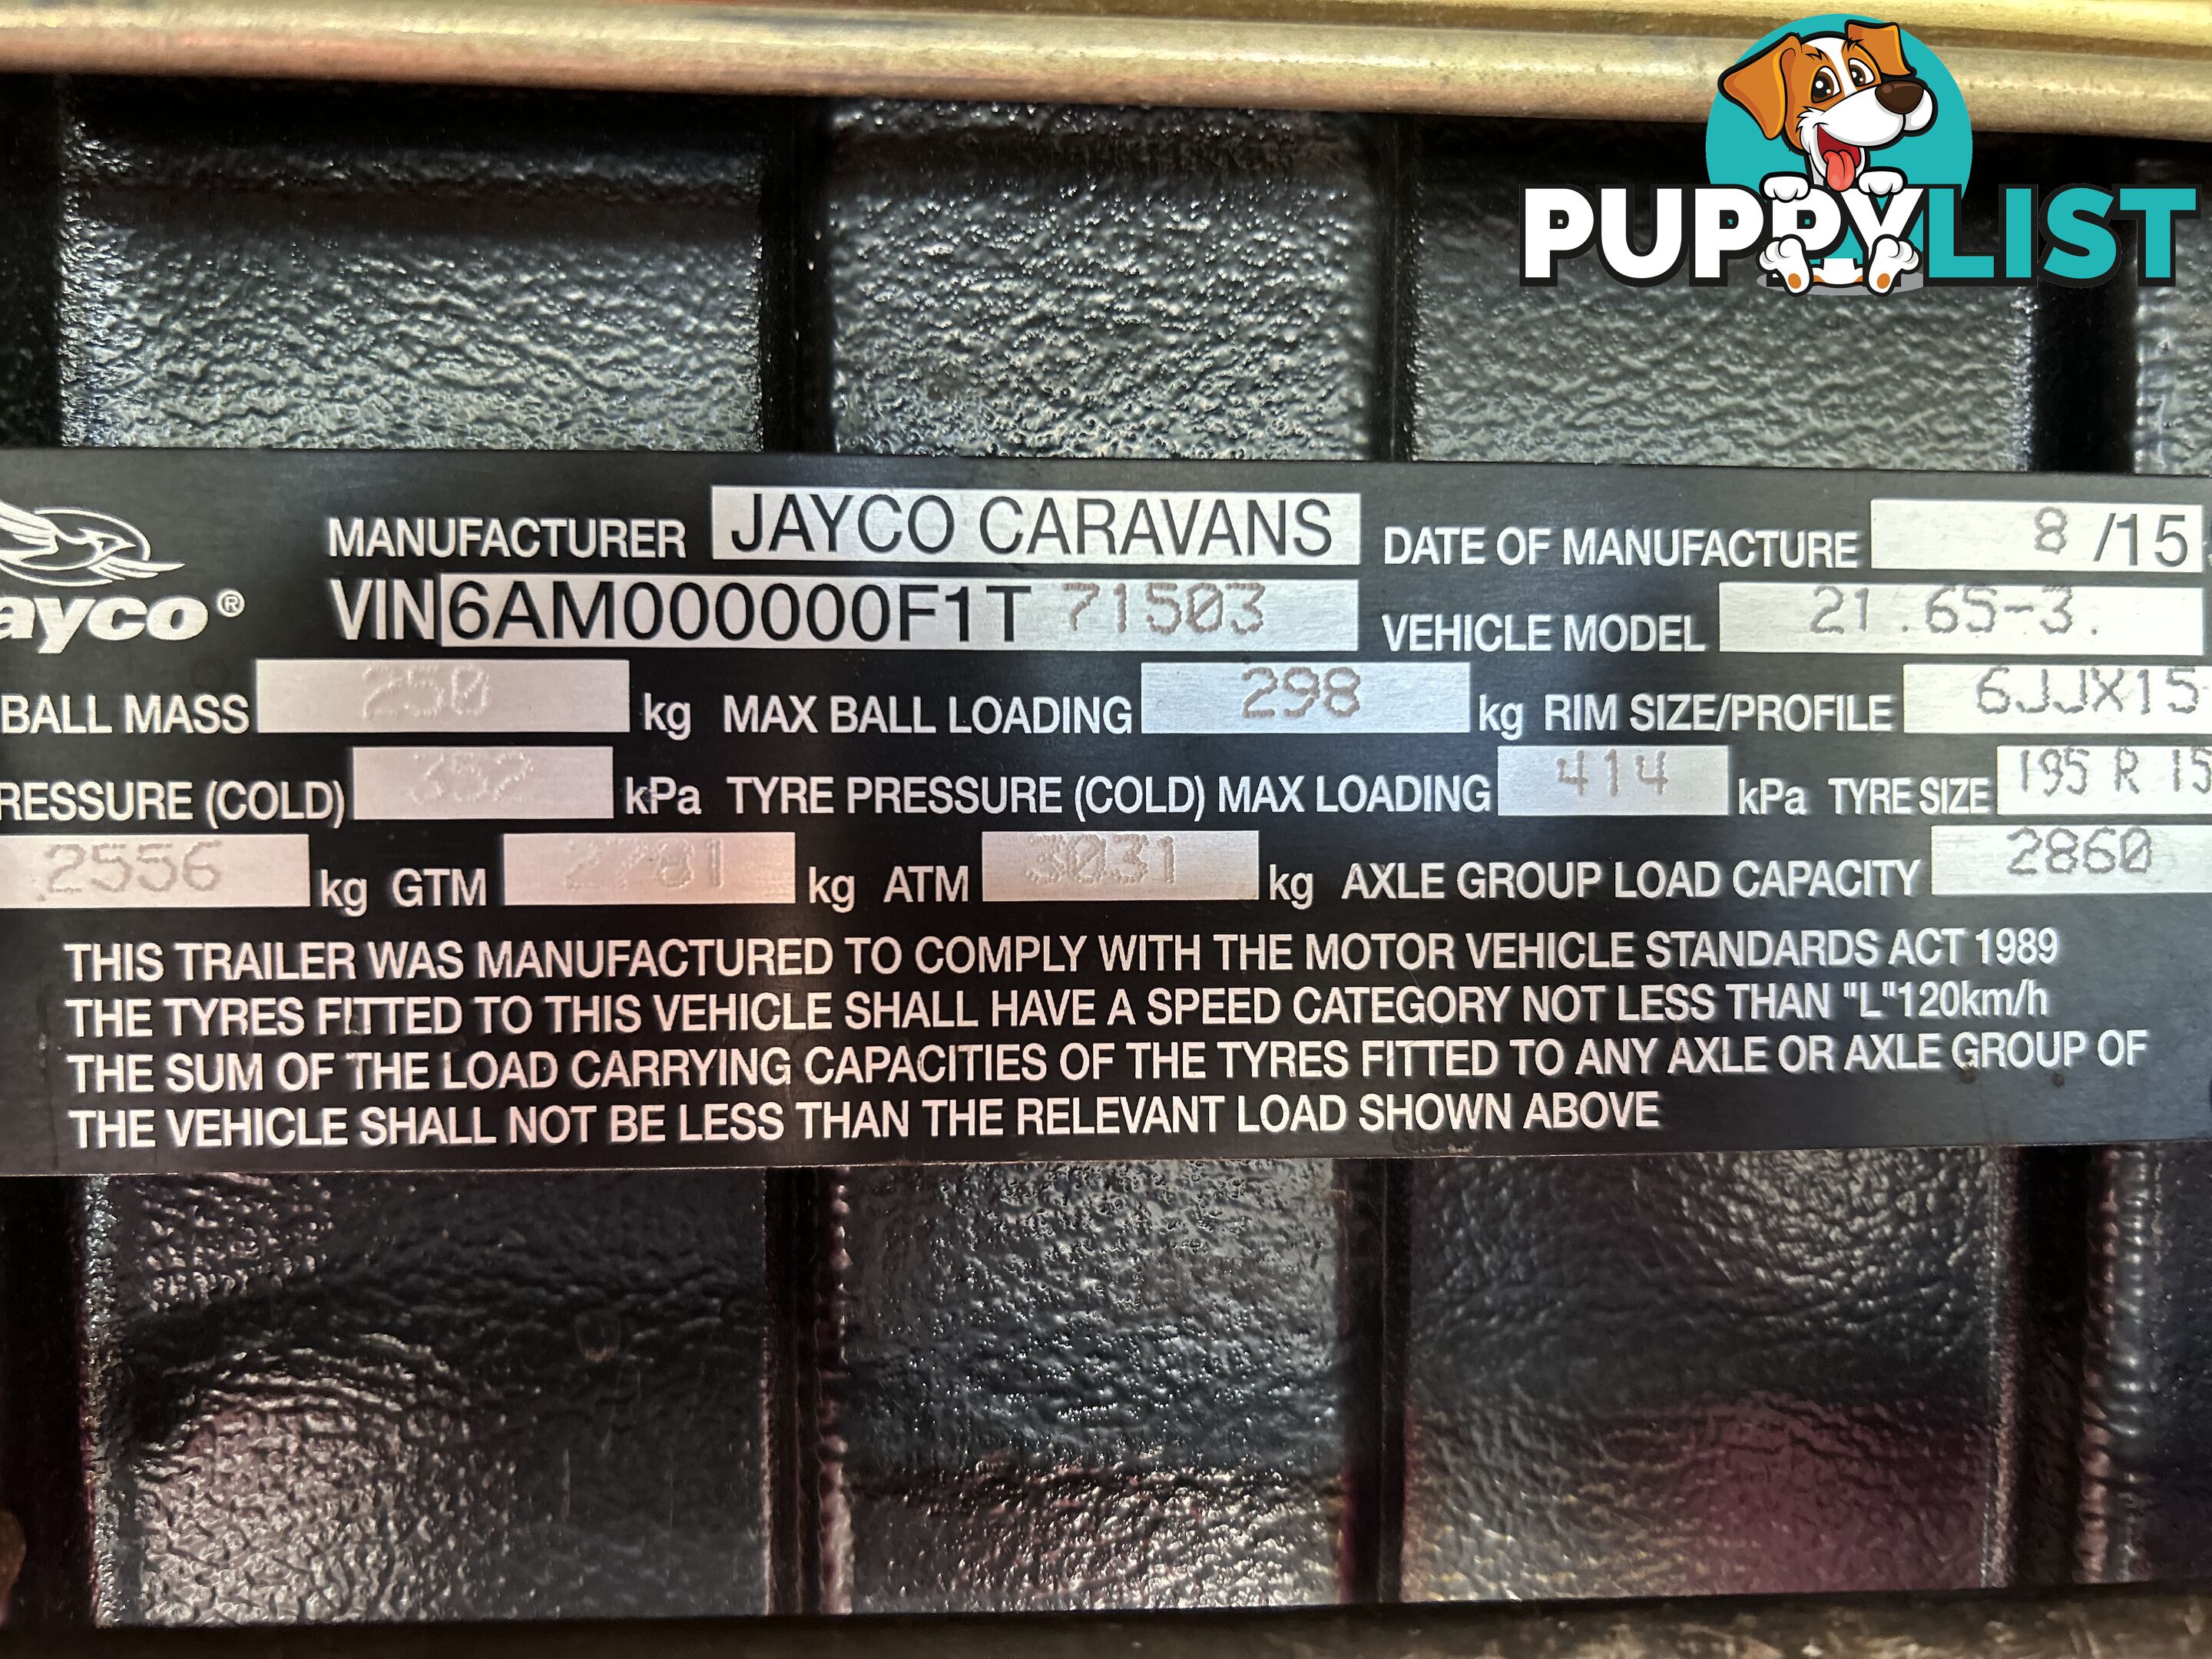 PUPPYLIST
MANUFACTURER JAYCO CARAVANS DATE OF MANUFACTURE 8 /15
ayco® VIN 6AM000000F1T 71503 VEHICLE MODEL 21.65-3.
BALL MASS 250 kg MAX BALL LOADING 298 kg RIM SIZE/PROFILE 6JJX15
RESSURE (COLD) kPa TYRE PRESSURE (COLD) MAX LOADING 414 kPa TYRE SIZE 195 R 15
2556 kg GTM 2781 kg ATM 3031 kg AXLE GROUP LOAD CAPACITY 2860
THIS TRAILER WAS MANUFACTURED TO COMPLY WITH THE MOTOR VEHICLE STANDARDS ACT 1989
THE TYRES FITTED TO THIS VEHICLE SHALL HAVE A SPEED CATEGORY NOT LESS THAN "L"120km/h
THE SUM OF THE LOAD CARRYING CAPACITIES OF THE TYRES FITTED TO ANY AXLE OR AXLE GROUP OF
THE VEHICLE SHALL NOT BE LESS THAN THE RELEVANT LOAD SHOWN ABOVE